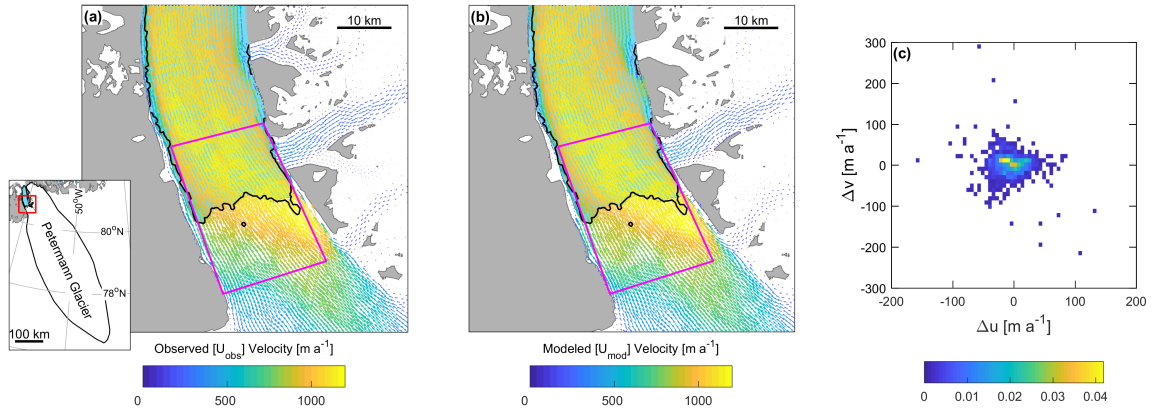 (a)
10 km
(b)
10 km
(c)
300
200
100
0
-100
-200
-300
-200
-100
0
100
200
Δv [m a⁻¹]
Δu [m a⁻¹]
50°W
80°N
78°N
Petermann Glacier
100 km
Observed [U_obs] Velocity [m a⁻¹]
0
500
1000
Modeled [U_mod] Velocity [m a⁻¹]
0
500
1000
0
0.01
0.02
0.03
0.04